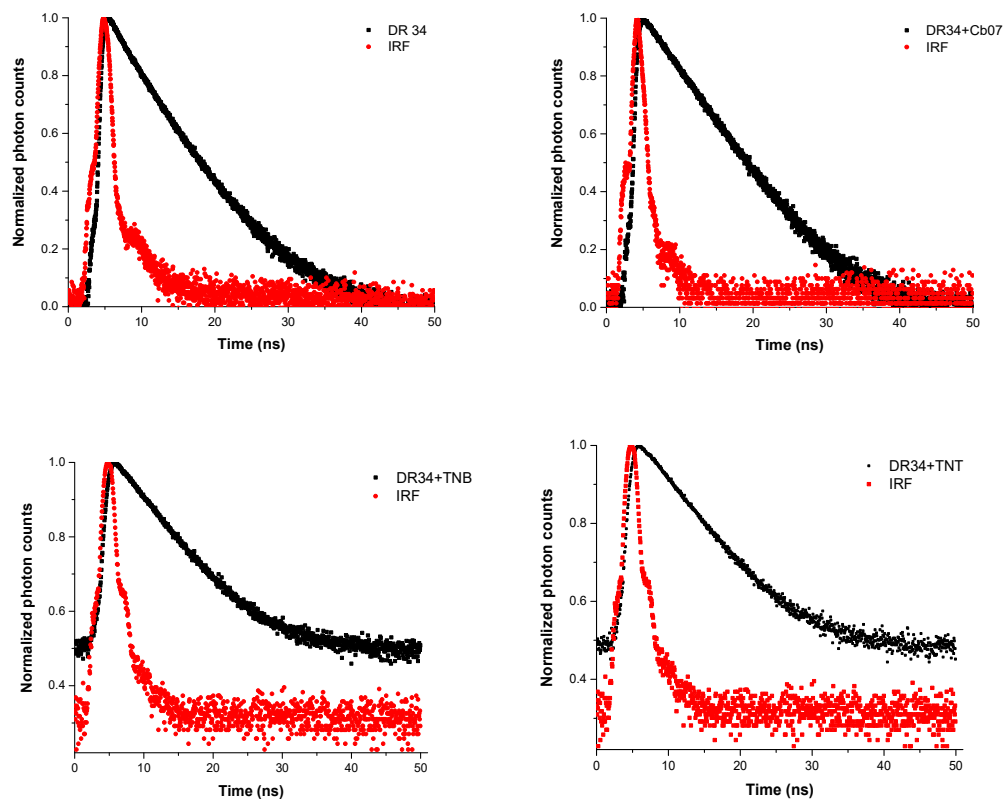 DR 34
IRF
Normalized photon counts
1.0
0.8
0.6
0.4
0.2
0.0
0 10 20 30 40 50
Time (ns)
DR34+Cb07
IRF
Normalized photon counts
1.0
0.8
0.6
0.4
0.2
0.0
0 10 20 30 40 50
Time (ns)
DR34+TNB
IRF
Normalized photon counts
1.0
0.8
0.6
0.4
0 10 20 30 40 50
Time (ns)
DR34+TNT
IRF
Normalized photon counts
1.0
0.8
0.6
0.4
0 10 20 30 40 50
Time (ns)